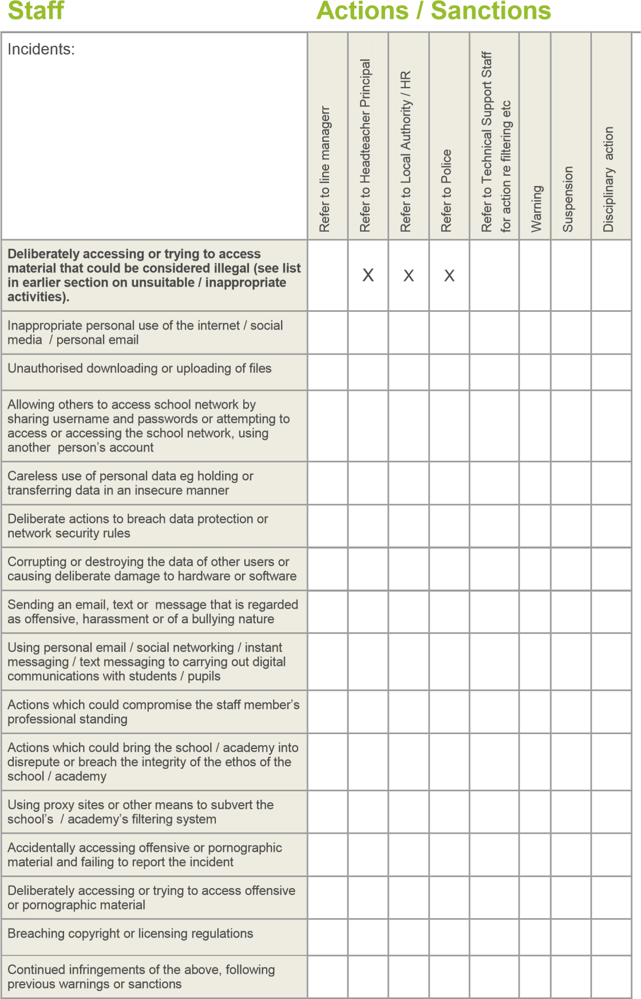 Staff Actions / Sanctions
Incidents:
Refer to line managerr
Refer to Headteacher Principal
Refer to Local Authority / HR
Refer to Police
Refer to Technical Support Staff
for action re filtering etc
Warning
Suspension
Disciplinary action
Deliberately accessing or trying to access
material that could be considered illegal (see list
in earlier section on unsuitable / inappropriate
activities).
X X X
Inappropriate personal use of the internet / social
media / personal email
Unauthorised downloading or uploading of files
Allowing others to access school network by
sharing username and passwords or attempting to
access or accessing the school network, using
another person’s account
Careless use of personal data eg holding or
transferring data in an insecure manner
Deliberate actions to breach data protection or
network security rules
Corrupting or destroying the data of other users or
causing deliberate damage to hardware or software
Sending an email, text or message that is regarded
as offensive, harassment or of a bullying nature
Using personal email / social networking / instant
messaging / text messaging to carrying out digital
communications with students / pupils
Actions which could compromise the staff member’s
professional standing
Actions which could bring the school / academy into
disrepute or breach the integrity of the ethos of the
school / academy
Using proxy sites or other means to subvert the
school’s / academy’s filtering system
Accidentally accessing offensive or pornographic
material and failing to report the incident
Deliberately accessing or trying to access offensive
or pornographic material
Breaching copyright or licensing regulations
Continued infringements of the above, following
previous warnings or sanctions